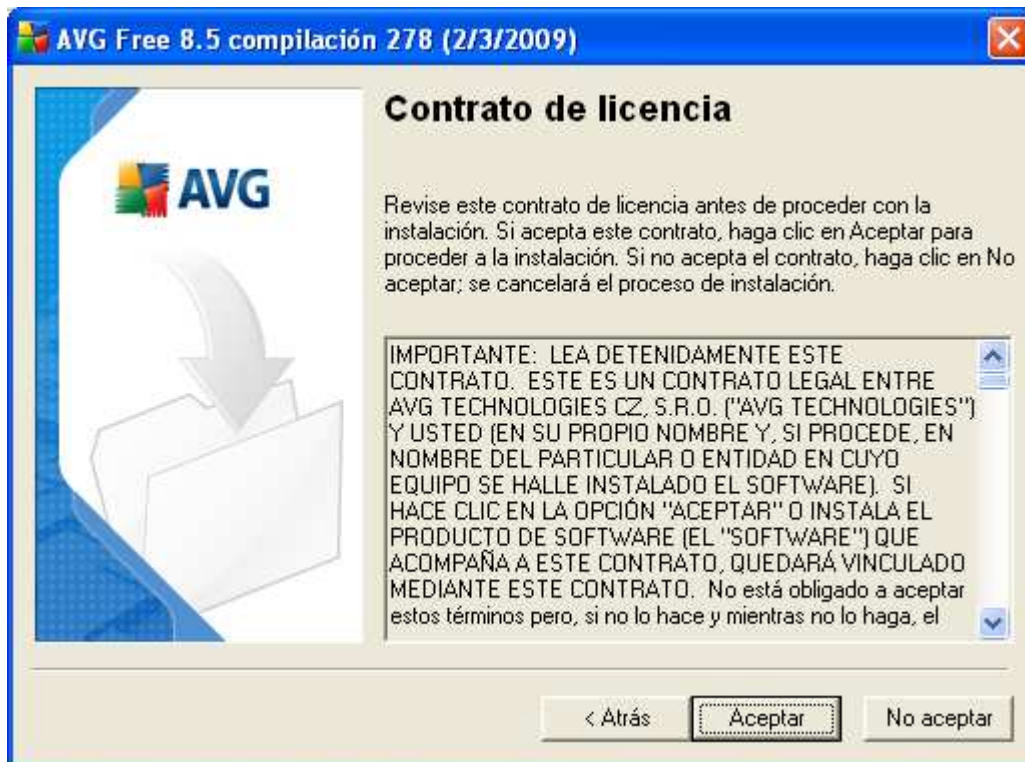 AVG Free 8.5 compilación 278 (2/3/2009)
AVG
Contrato de licencia
Revise este contrato de licencia antes de proceder con la
instalación. Si acepta este contrato, haga clic en Aceptar para
proceder a la instalación. Si no acepta el contrato, haga clic en No
aceptar; se cancelará el proceso de instalación.
IMPORTANTE:  LEA DETENIDAMENTE ESTE
CONTRATO.  ESTE ES UN CONTRATO LEGAL ENTRE
AVG TECHNOLOGIES CZ, S.R.O. ("AVG TECHNOLOGIES")
Y USTED (EN SU PROPIO NOMBRE Y, SI PROCEDE, EN
NOMBRE DEL PARTICULAR O ENTIDAD EN CUYO
EQUIPO SE HALLE INSTALADO EL SOFTWARE).  SI
HACE CLIC EN LA OPCIÓN "ACEPTAR" O INSTALA EL
PRODUCTO DE SOFTWARE (EL "SOFTWARE") QUE
ACOMPAÑA A ESTE CONTRATO, QUEDARÁ VINCULADO
MEDIANTE ESTE CONTRATO.  No está obligado a aceptar
estos términos pero, si no lo hace y mientras no lo haga, el
< Atrás
Aceptar
No aceptar